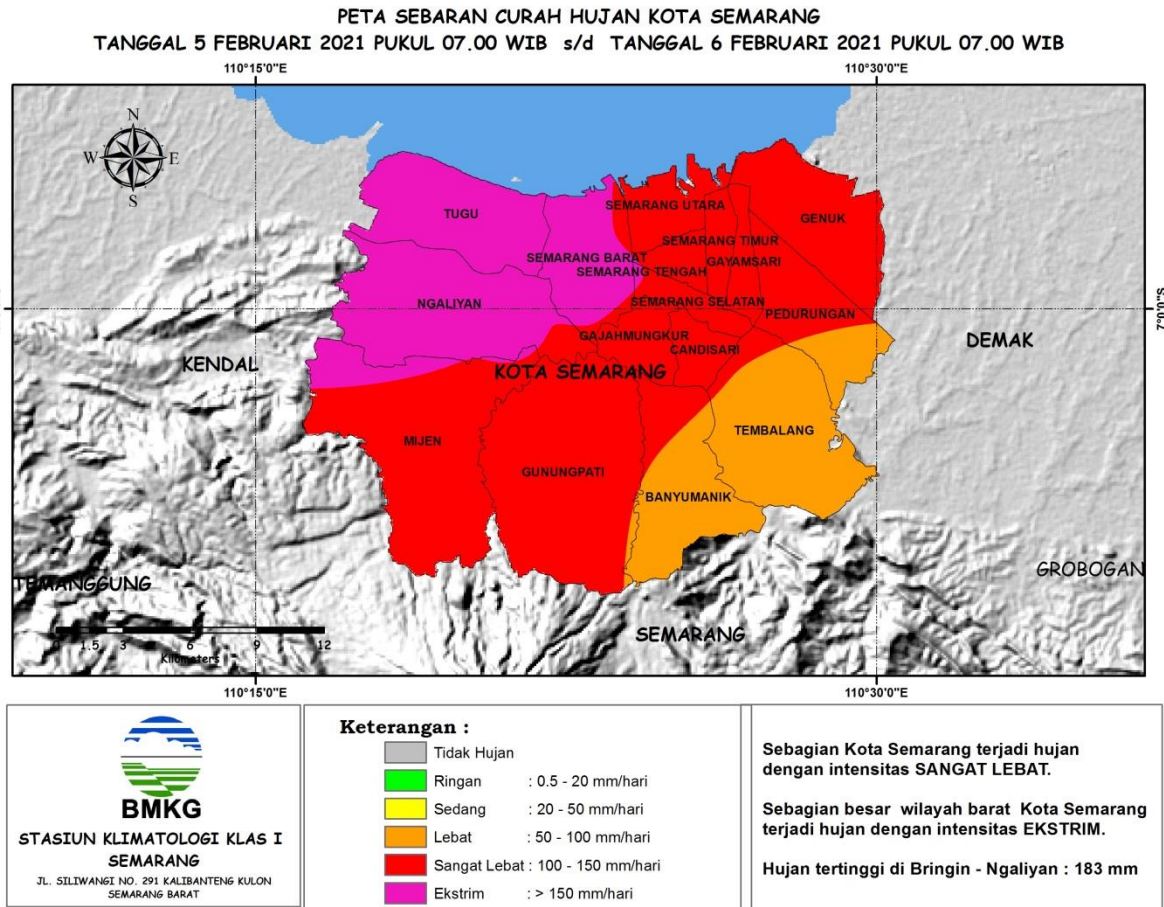 PETA SEBARAN CURAH HUJAN KOTA SEMARANG
TANGGAL 5 FEBRUARI 2021 PUKUL 07.00 WIB s/d TANGGAL 6 FEBRUARI 2021 PUKUL 07.00 WIB
110°15'0"E
110°30'0"E
N
W E
S
TUGU
SEMARANG UTARA
GENUK
SEMARANG TIMUR
SEMARANG BARAT
GAYAMSARI
SEMARANG TENGAH
NGALIYAN
SEMARANG SELATAN
PEDURUNGAN
7°0'0"S
GAJAHMUNGKUR
CANDISARI
DEMAK
KENDAL
KOTA SEMARANG
MIJEN
TEMBALANG
GUNUNGPATI
BANYUMANIK
TEMANGGUNG
GROBOGAN
SEMARANG
1.5 3 6 9 12
Kilometers
110°15'0"E
110°30'0"E
BMKG
STASIUN KLIMATOLOGI KLAS I
SEMARANG
JL. SILIWANGI NO. 291 KALIBANTENG KULON
SEMARANG BARAT
Keterangan :
Tidak Hujan
Ringan : 0.5 - 20 mm/hari
Sedang : 20 - 50 mm/hari
Lebat : 50 - 100 mm/hari
Sangat Lebat : 100 - 150 mm/hari
Ekstrim : > 150 mm/hari
Sebagian Kota Semarang terjadi hujan
dengan intensitas SANGAT LEBAT.
Sebagian besar wilayah barat Kota Semarang
terjadi hujan dengan intensitas EKSTRIM.
Hujan tertinggi di Bringin - Ngaliyan : 183 mm